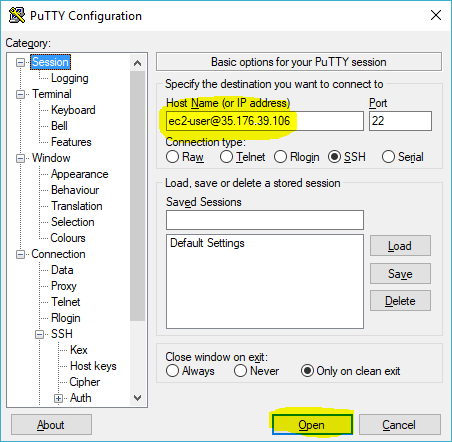 PuTTY Configuration
Category:
Session
Logging
Terminal
Keyboard
Bell
Features
Window
Appearance
Behaviour
Translation
Selection
Colours
Connection
Data
Proxy
Telnet
Rlogin
SSH
Kex
Host keys
Cipher
Auth
Basic options for your PuTTY session
Specify the destination you want to connect to
Host Name (or IP address) Port
ec2-user@35.176.39.106 22
Connection type:
Raw Telnet Rlogin SSH Serial
Load, save or delete a stored session
Saved Sessions
Default Settings
Load
Save
Delete
Close window on exit:
Always Never Only on clean exit
About Open Cancel